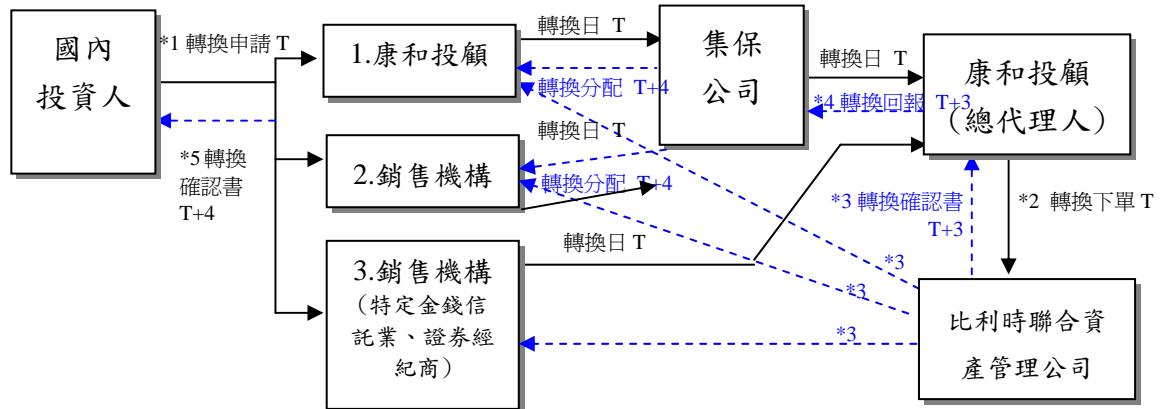 國內
投資人
*1 轉換申請 T
*5 轉換
確認書
T+4
1.康和投顧
2.銷售機構
3.銷售機構
（特定金錢信
託業、證券經
紀商）
轉換日 T
轉換分配 T+4
轉換日 T
轉換分配 T+4
轉換日 T
集保
公司
轉換日 T
*4 轉換回報 T+3
康和投顧
（總代理人）
*3 轉換確認書
T+3
*2 轉換下單 T
*3
*3
*3
比利時聯合資
產管理公司